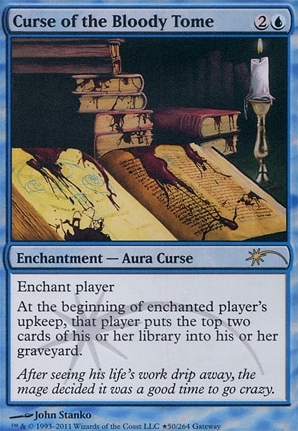 Curse of the Bloody Tome 2
Enchantment — Aura Curse
Enchant player
At the beginning of enchanted player's
upkeep, that player puts the top two
cards of his or her library into his or her
graveyard.
After seeing his life's work drip away, the
mage decided it was a good time to go crazy.
John Stanko
™ & © 1993–2011 Wizards of the Coast LLC ★50/264 Gateway